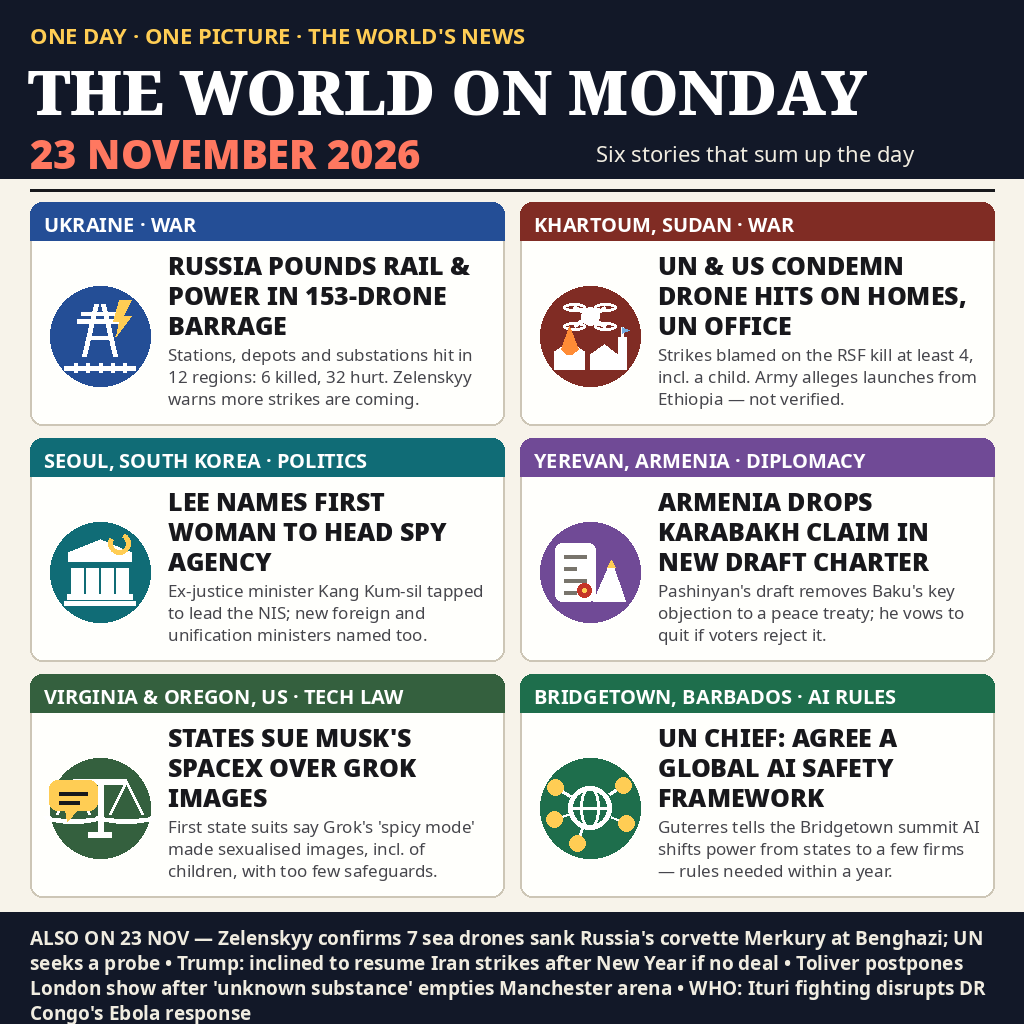 ONE DAY · ONE PICTURE · THE WORLD'S NEWS
THE WORLD ON MONDAY
23 NOVEMBER 2026
Six stories that sum up the day
UKRAINE · WAR
RUSSIA POUNDS RAIL &
POWER IN 153-DRONE
BARRAGE
Stations, depots and substations hit in
12 regions: 6 killed, 32 hurt. Zelenskyy
warns more strikes are coming.
KHARTOUM, SUDAN · WAR
UN & US CONDEMN
DRONE HITS ON HOMES,
UN OFFICE
Strikes blamed on the RSF kill at least 4,
incl. a child. Army alleges launches from
Ethiopia — not verified.
SEOUL, SOUTH KOREA · POLITICS
LEE NAMES FIRST
WOMAN TO HEAD SPY
AGENCY
Ex-justice minister Kang Kum-sil tapped
to lead the NIS; new foreign and
unification ministers named too.
YEREVAN, ARMENIA · DIPLOMACY
ARMENIA DROPS
KARABAKH CLAIM IN
NEW DRAFT CHARTER
Pashinyan's draft removes Baku's key
objection to a peace treaty; he vows to
quit if voters reject it.
VIRGINIA & OREGON, US · TECH LAW
STATES SUE MUSK'S
SPACEX OVER GROK
IMAGES
First state suits say Grok's 'spicy mode'
made sexualised images, incl. of
children, with too few safeguards.
BRIDGETOWN, BARBADOS · AI RULES
UN CHIEF: AGREE A
GLOBAL AI SAFETY
FRAMEWORK
Guterres tells the Bridgetown summit AI
shifts power from states to a few firms
— rules needed within a year.
ALSO ON 23 NOV — Zelenskyy confirms 7 sea drones sank Russia's corvette Merkury at Benghazi; UN
seeks a probe • Trump: inclined to resume Iran strikes after New Year if no deal • Toliver postpones
London show after 'unknown substance' empties Manchester arena • WHO: Ituri fighting disrupts DR
Congo's Ebola response